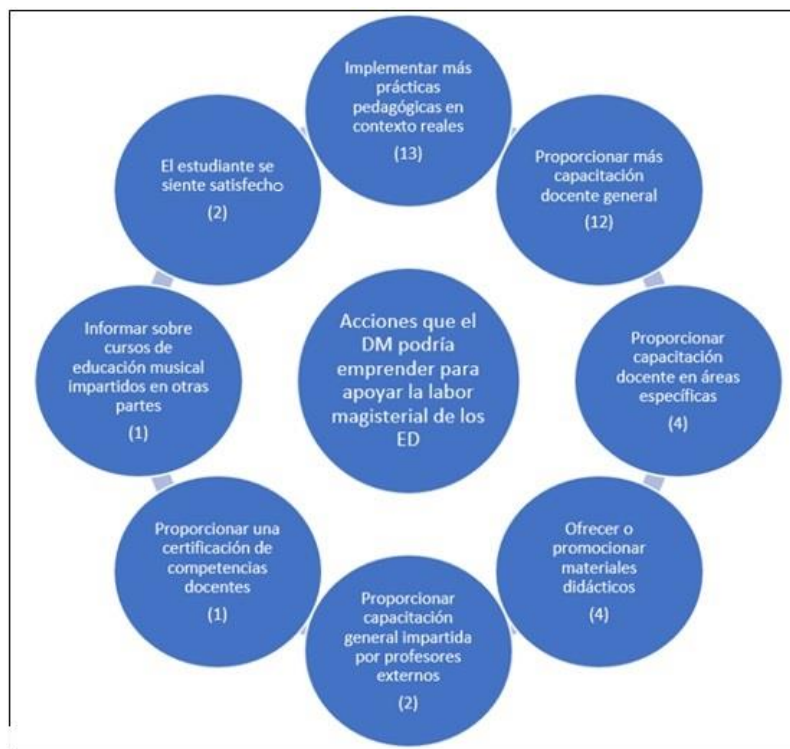 Implementar más
prácticas
pedagógicas en
contexto reales
(13)
Proporcionar más
capacitación
docente general
(12)
Proporcionar
capacitación
docente en áreas
específicas
(4)
Ofrecer o
promocionar
materiales
didácticos
(4)
Proporcionar
capacitación
general impartida
por profesores
externos
(2)
Proporcionar una
certificación de
competencias
docentes
(1)
Informar sobre
cursos de
educación musical
impartidos en otras
partes
(1)
El estudiante se
siente satisfecho
(2)
Acciones que el
DM podría
emprender para
apoyar la labor
magisterial de los
ED